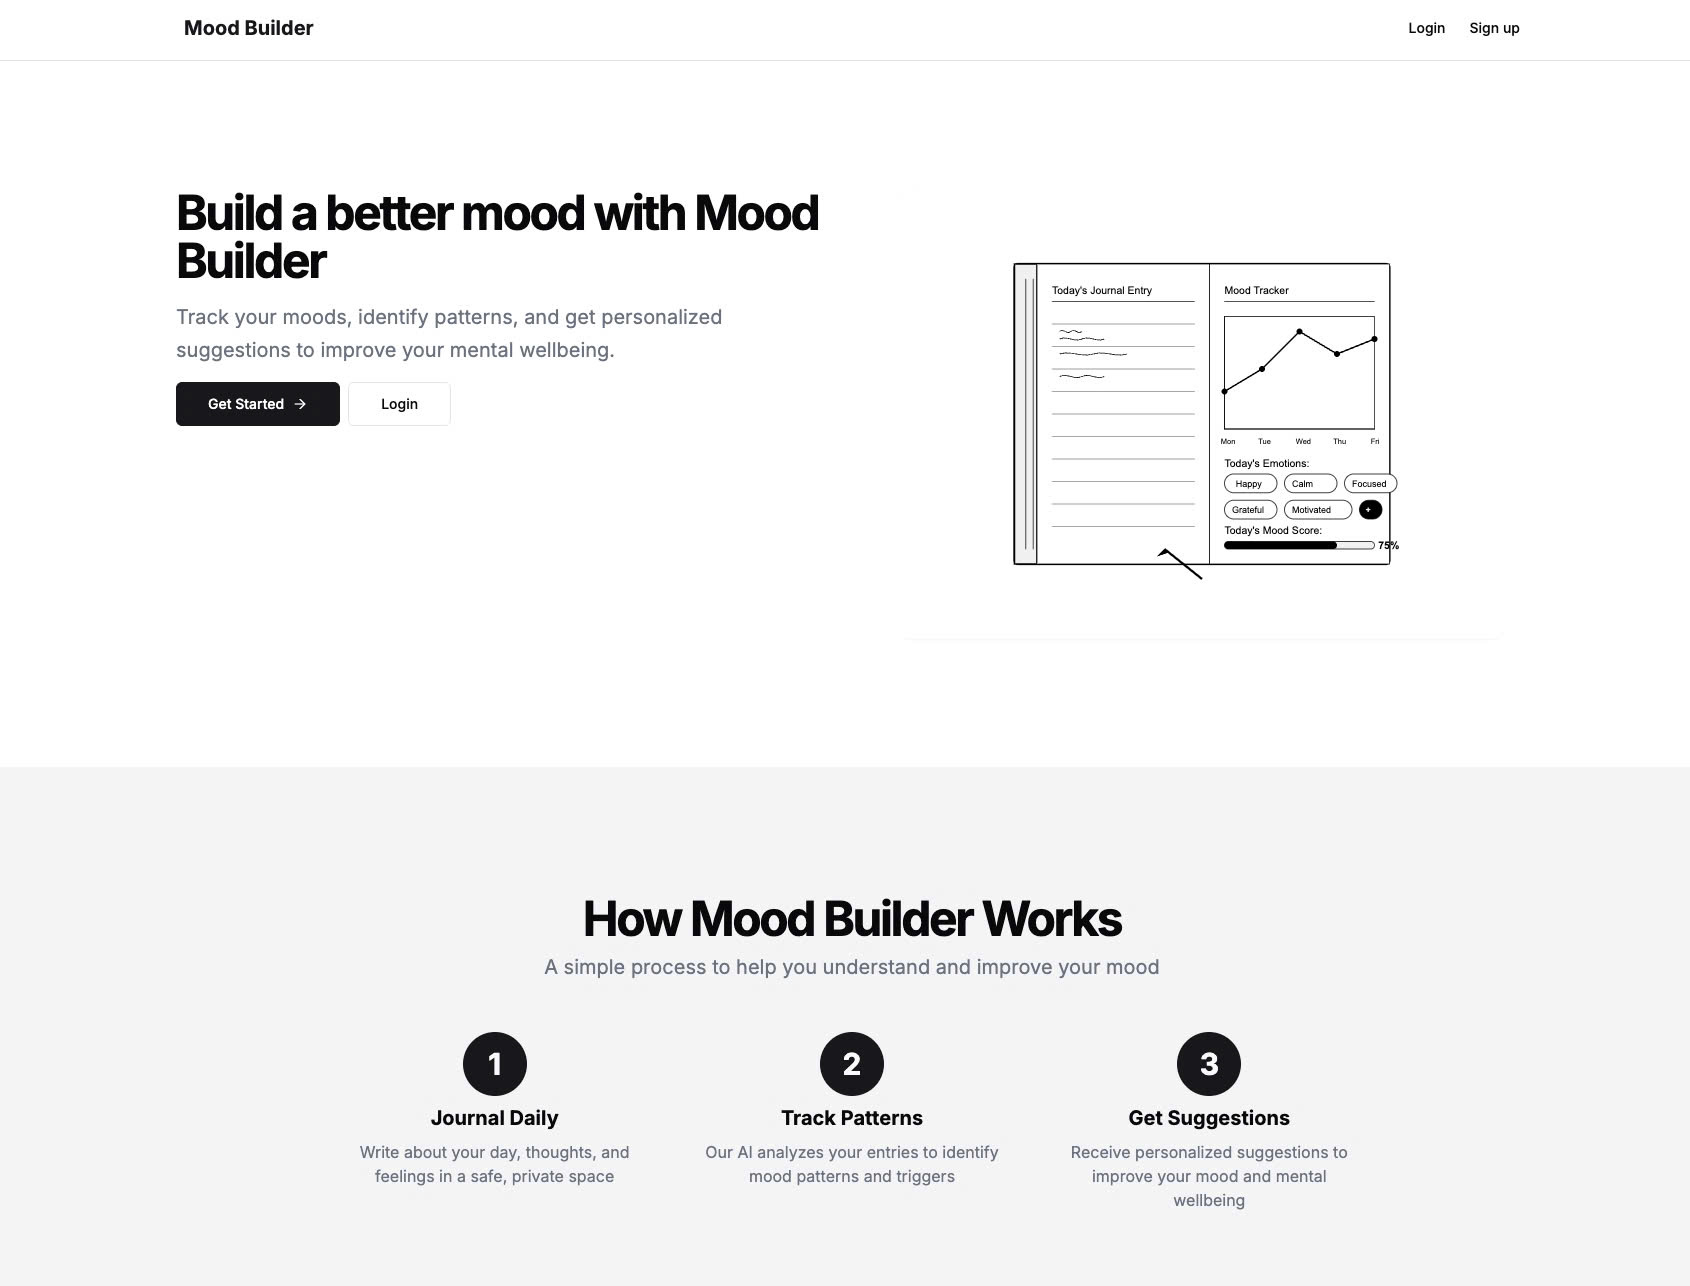 Mood Builder
Login
Sign up
Build a better mood with Mood
Builder
Track your moods, identify patterns, and get personalized
suggestions to improve your mental wellbeing.
Get Started →
Login
Today's Journal Entry
Mood Tracker
Mon Tue Wed Thu Fri
Today's Emotions:
Happy Calm Focused
Grateful Motivated +
Today's Mood Score:
75%
How Mood Builder Works
A simple process to help you understand and improve your mood
1
Journal Daily
Write about your day, thoughts, and
feelings in a safe, private space
2
Track Patterns
Our AI analyzes your entries to identify
mood patterns and triggers
3
Get Suggestions
Receive personalized suggestions to
improve your mood and mental
wellbeing